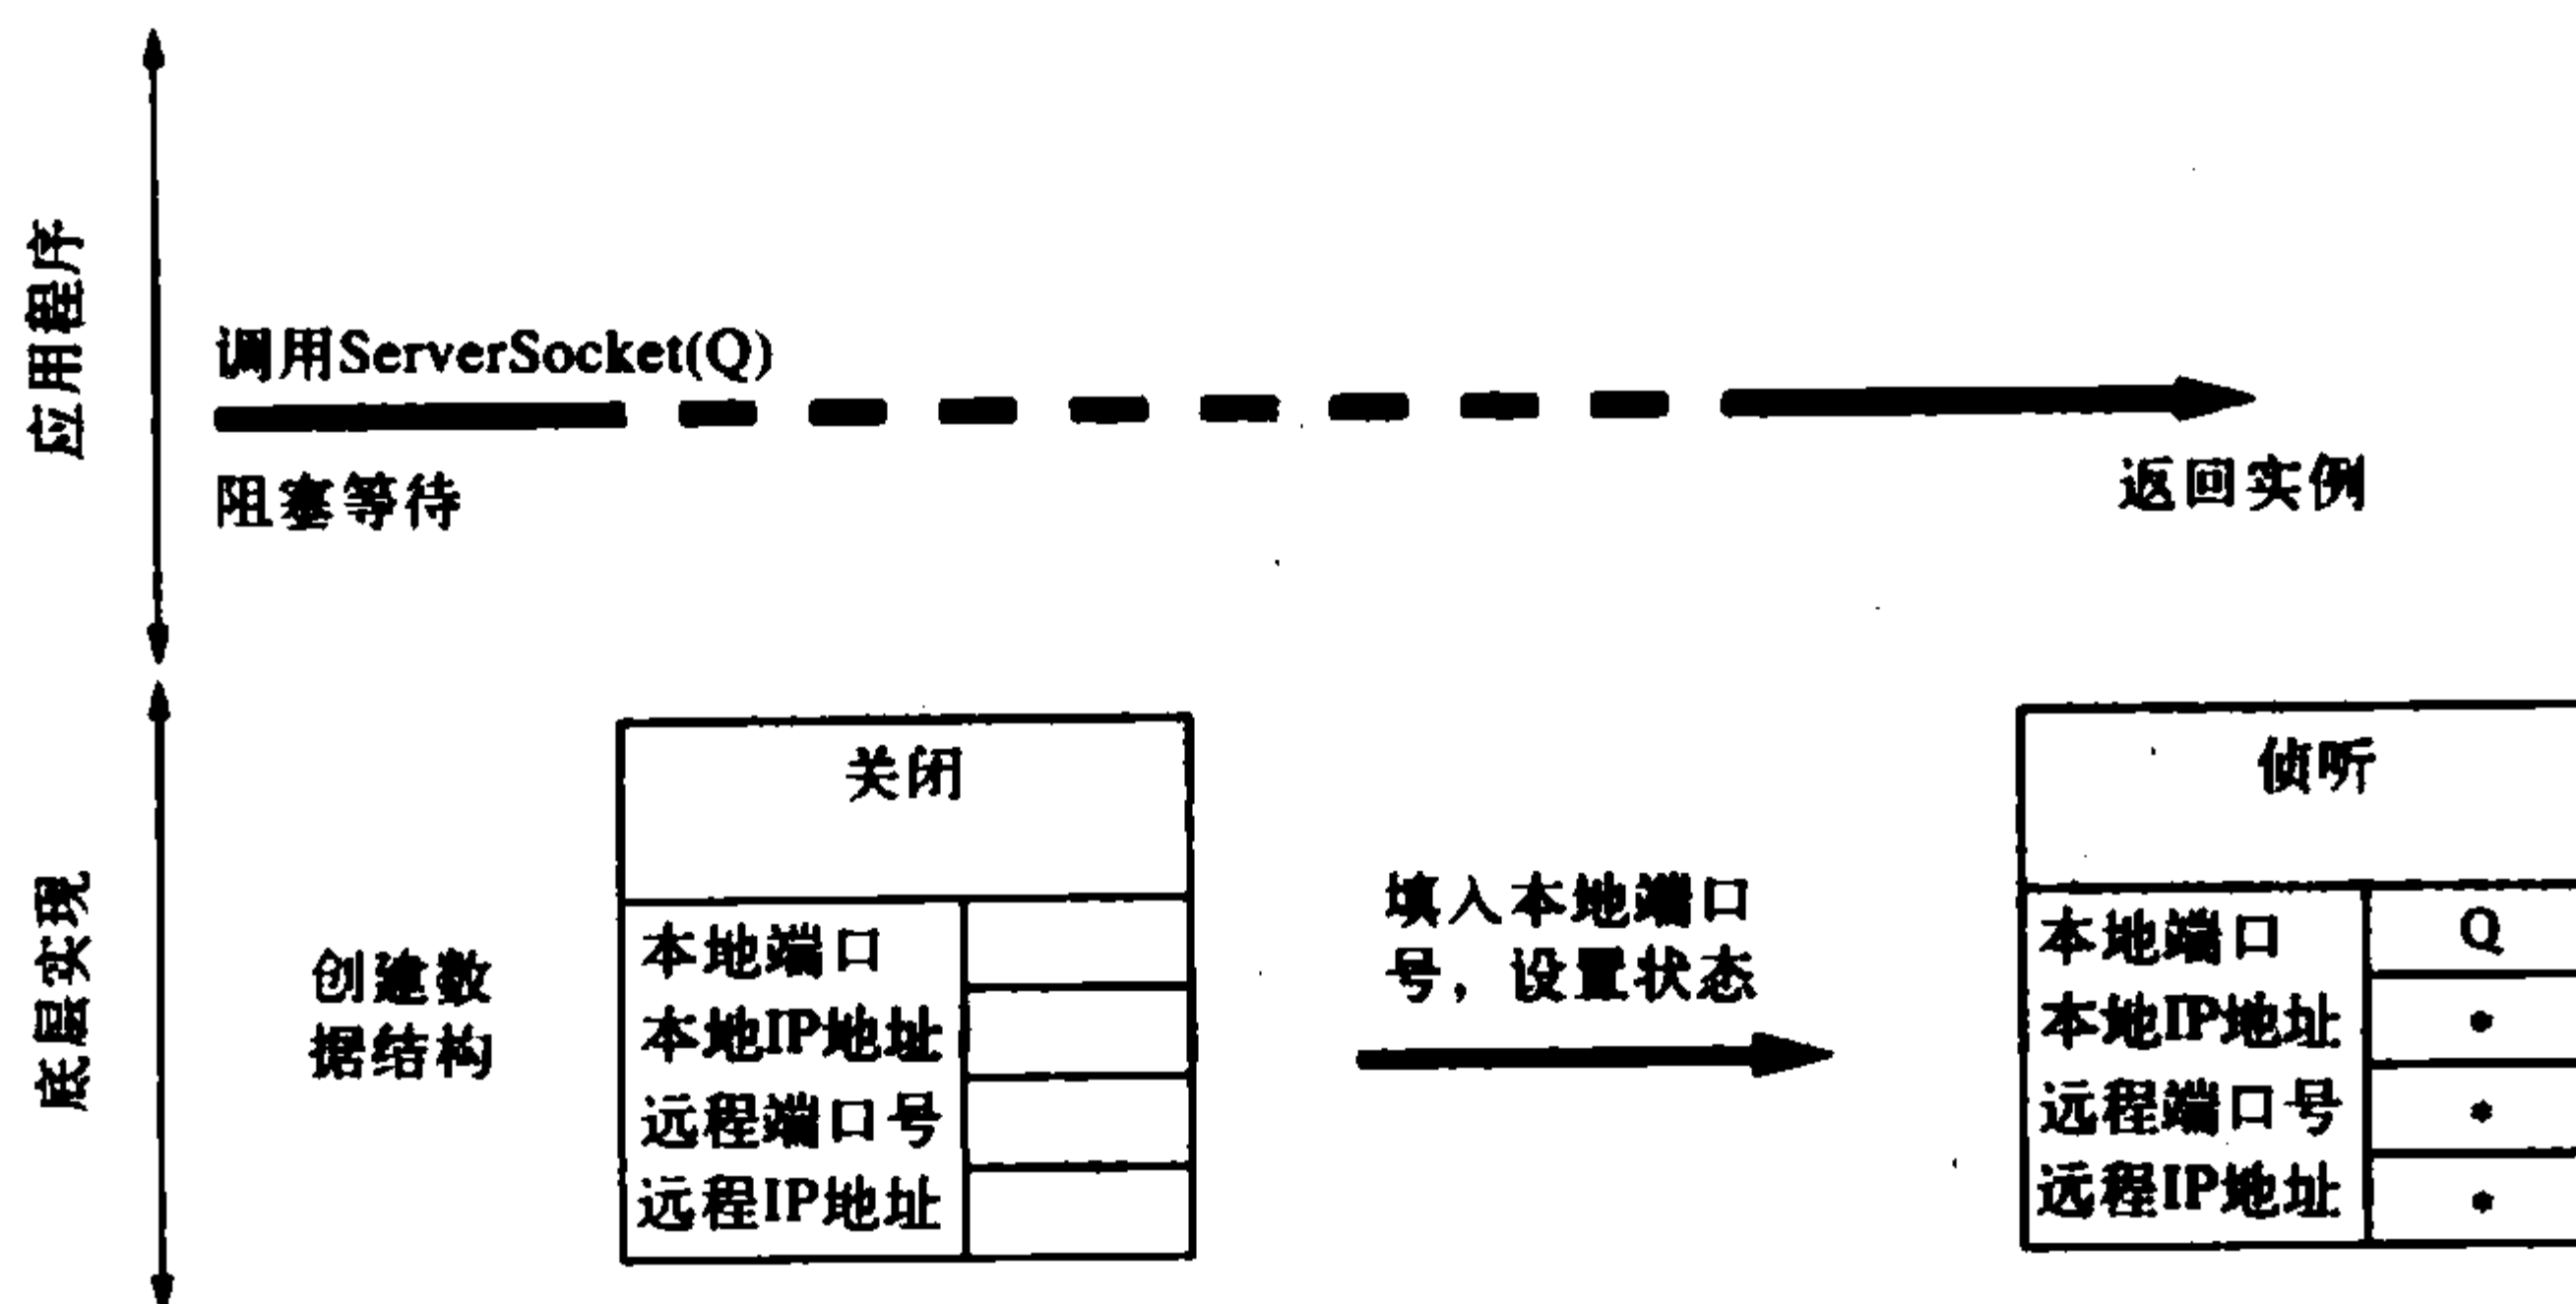 应用程序
调用ServerSocket(Q)
阻塞等待
返回实例
底层实现
创建数
据结构
关闭
本地端口
本地IP地址
远程端口号
远程IP地址
填入本地端口
号，设置状态
侦听
本地端口 Q
本地IP地址 *
远程端口号 *
远程IP地址 *